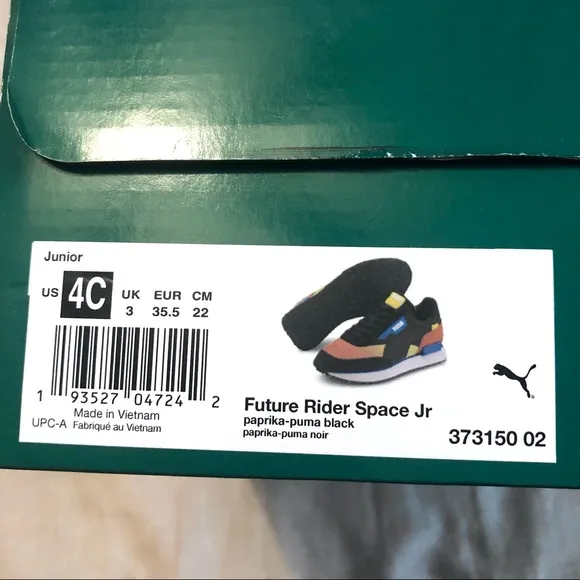 Junior
US 4C UK 3 EUR 35.5 CM 22
1 93527 04724 2
UPC-A Made in Vietnam
Fabriqué au Vietnam
Future Rider Space Jr
paprika-puma black
paprika-puma noir
373150 02